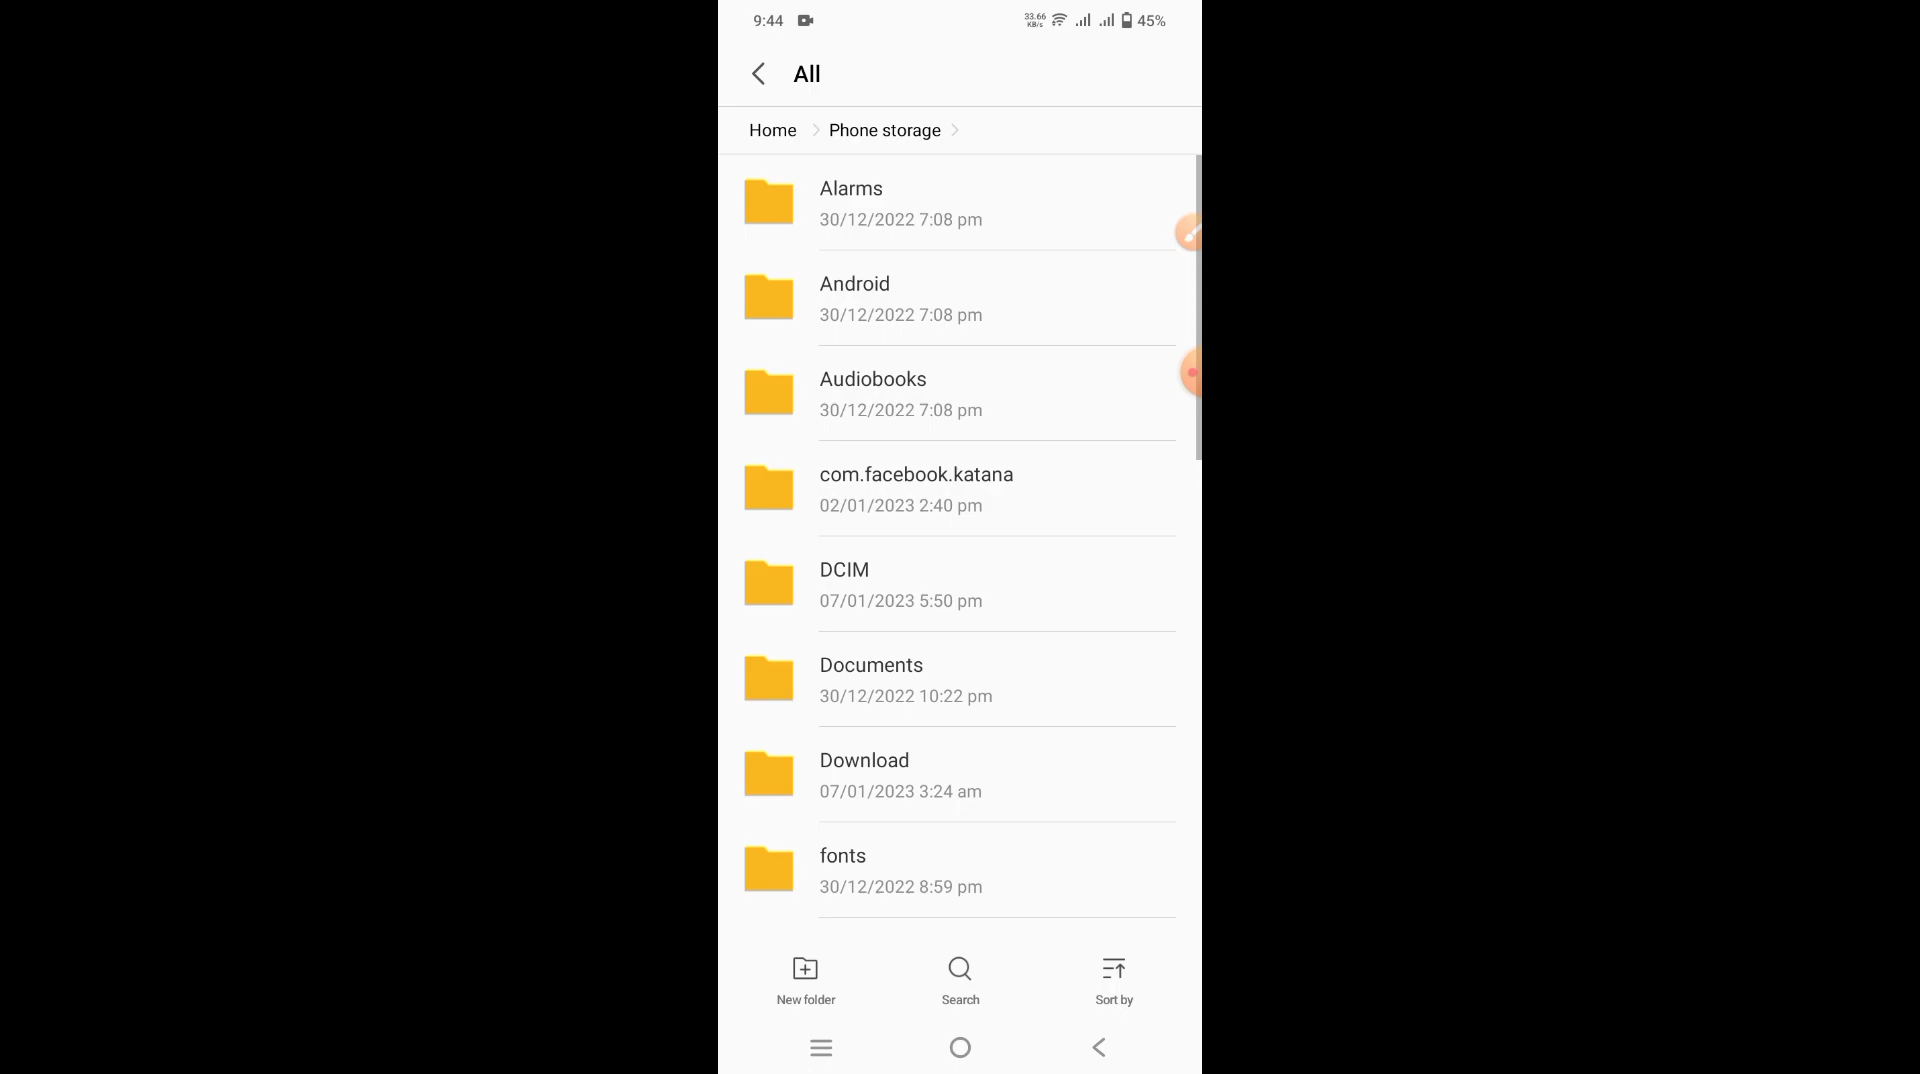 9:44
33.66 KB/s
45%
All
Home
Phone storage
Alarms
30/12/2022 7:08 pm
Android
30/12/2022 7:08 pm
Audiobooks
30/12/2022 7:08 pm
com.facebook.katana
02/01/2023 2:40 pm
DCIM
07/01/2023 5:50 pm
Documents
30/12/2022 10:22 pm
Download
07/01/2023 3:24 am
fonts
30/12/2022 8:59 pm
New folder
Search
Sort by